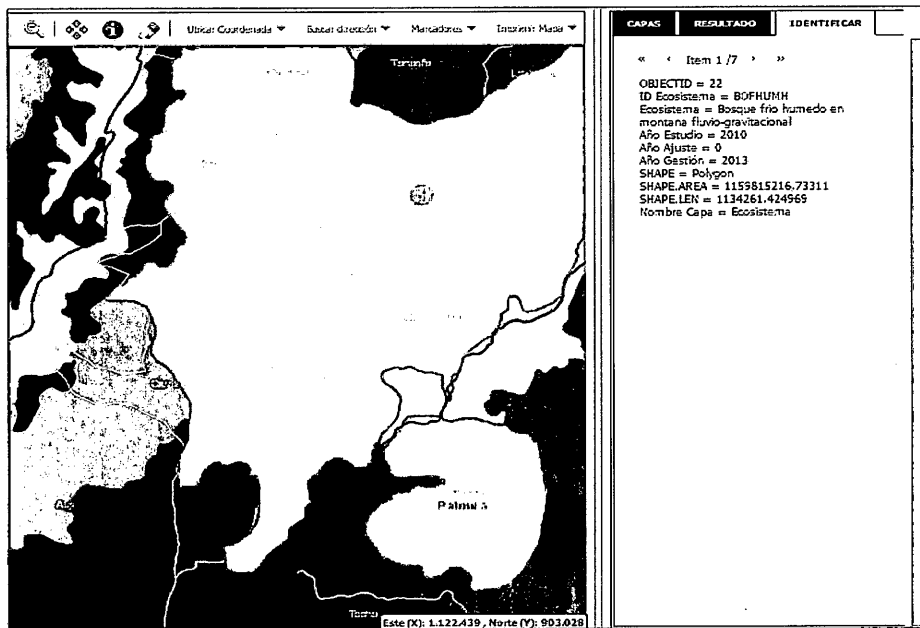 Ubicar Coordenada
Buscar dirección
Marcadores
Imprimir Mapa
CAPAS
RESULTADO
IDENTIFICAR
« ‹ Item 1 /7 › »
OBJECTID = 22
ID Ecosistema = BOFHUMH
Ecosistema = Bosque frio humedo en
montana fluvio-gravitacional
Año Estudio = 2010
Año Ajuste = 0
Año Gestión = 2013
SHAPE = Polygon
SHAPE.AREA = 1159815216.73311
SHAPE.LEN = 1134261.424969
Nombre Capa = Ecosistema
Este (X): 1.122.439 , Norte (Y): 903.028